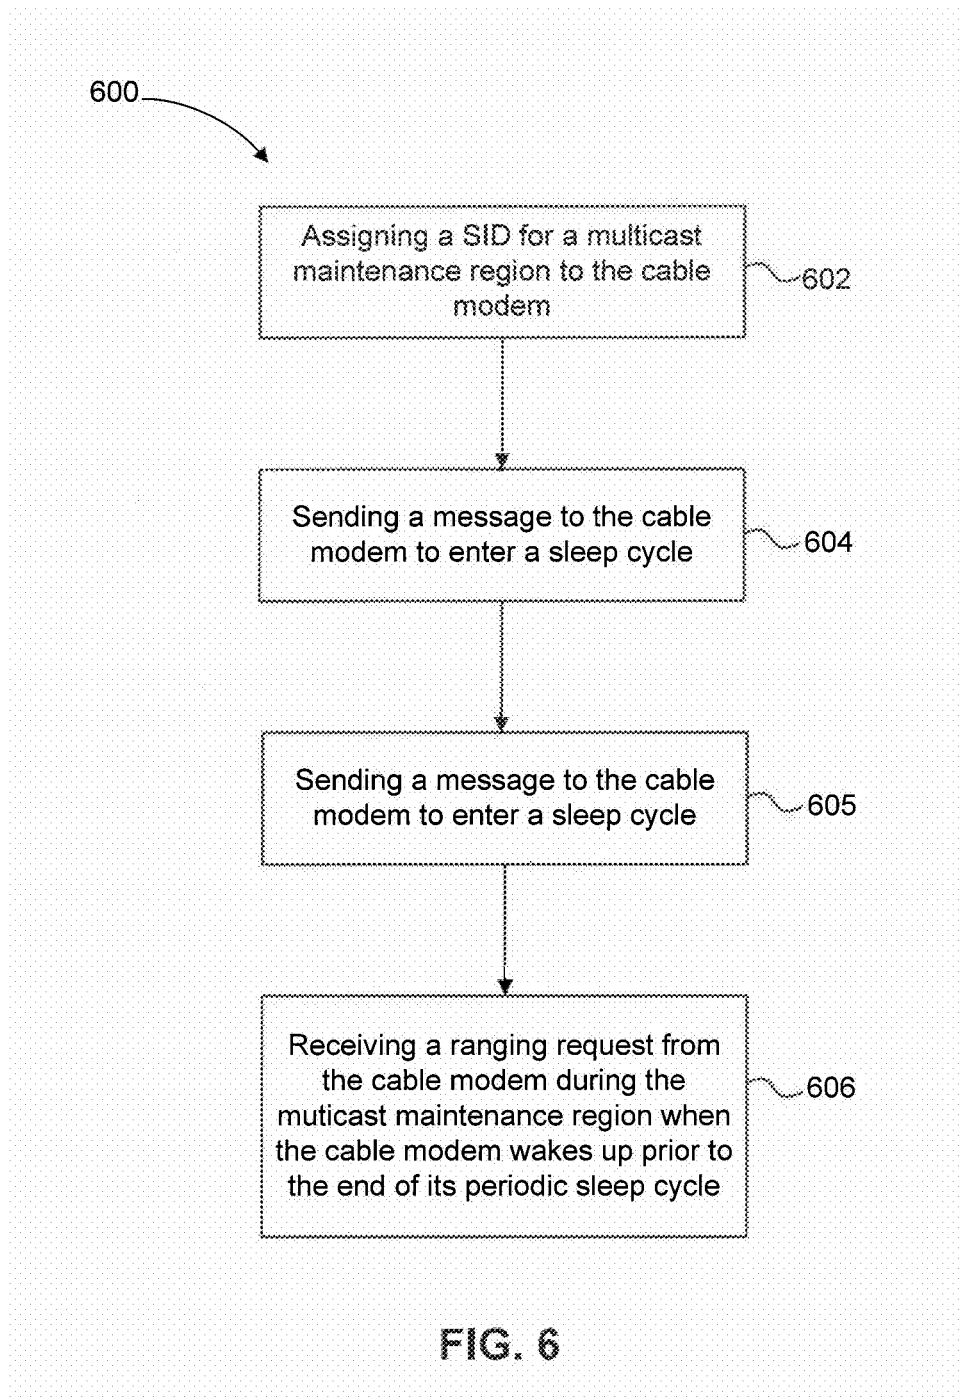 600
Assigning a SID for a multicast
maintenance region to the cable
modem
602
Sending a message to the cable
modem to enter a sleep cycle
604
Sending a message to the cable
modem to enter a sleep cycle
605
Receiving a ranging request from
the cable modem during the
muticast maintenance region when
the cable modem wakes up prior to
the end of its periodic sleep cycle
606
FIG. 6